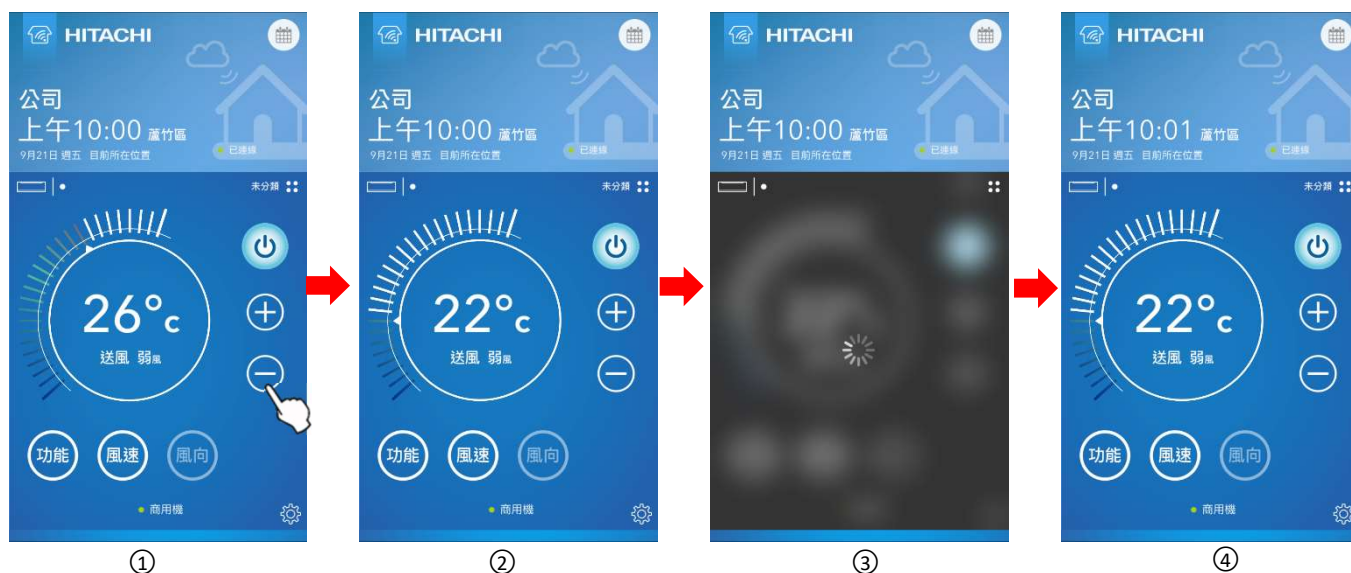 HITACHI
公司
上午10:00 蘆竹區
9月21日 週五 目前所在位置
已連線
未分類
26°c
送風 弱風
功能 風速 風向
商用機
①
HITACHI
公司
上午10:00 蘆竹區
9月21日 週五 目前所在位置
已連線
未分類
22°c
送風 弱風
功能 風速 風向
商用機
②
HITACHI
公司
上午10:00 蘆竹區
9月21日 週五 目前所在位置
已連線
③
HITACHI
公司
上午10:01 蘆竹區
9月21日 週五 目前所在位置
已連線
未分類
22°c
送風 弱風
功能 風速 風向
商用機
④